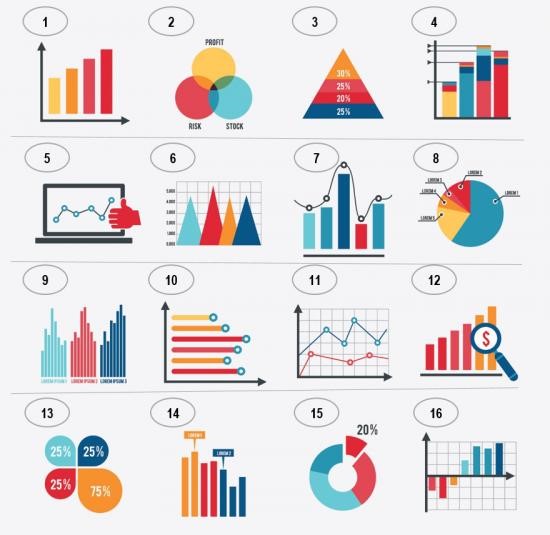 1
2
PROFIT
RISK
STOCK
3
30%
25%
20%
25%
4
5
6
5,000
4,000
3,000
2,000
1,000
0,000
7
8
LOREM 2
LOREM 3
LOREM 4
LOREM 1
LOREM 5
9
LOREM IPSUM 1
LOREM IPSUM 2
LOREM IPSUM 3
10
11
12
$
13
25%
25%
25%
75%
14
LOREM 1
LOREM 2
15
20%
16